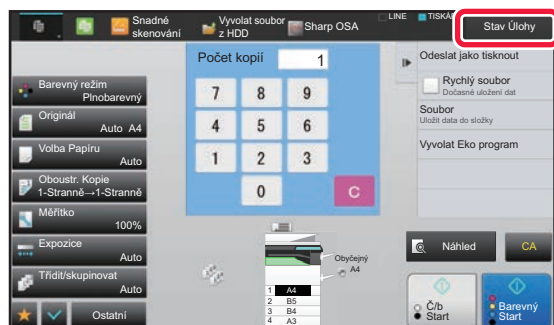 Snadné
skenování
Vyvolat soubor
z HDD
Sharp OSA
LINE
Stav Úlohy
Počet kopií
1
7 8 9
4 5 6
1 2 3
0 C
Barevný režim
Plnobarevný
Originál
Auto A4
Volba Papíru
Auto
Oboustr. Kopie
1-Stranně→1-Stranně
Měřítko
100%
Expozice
Auto
Třídit/skupinovat
Auto
Ostatní
Obyčejný
A4
1 A4
2 B5
3 B4
4 A3
Odeslat jako tisknout
Rychlý soubor
Dočasné uložení dat
Soubor
Uložit data do složky
Vyvolat Eko program
Náhled
CA
Č/b
Start
Barevný
Start